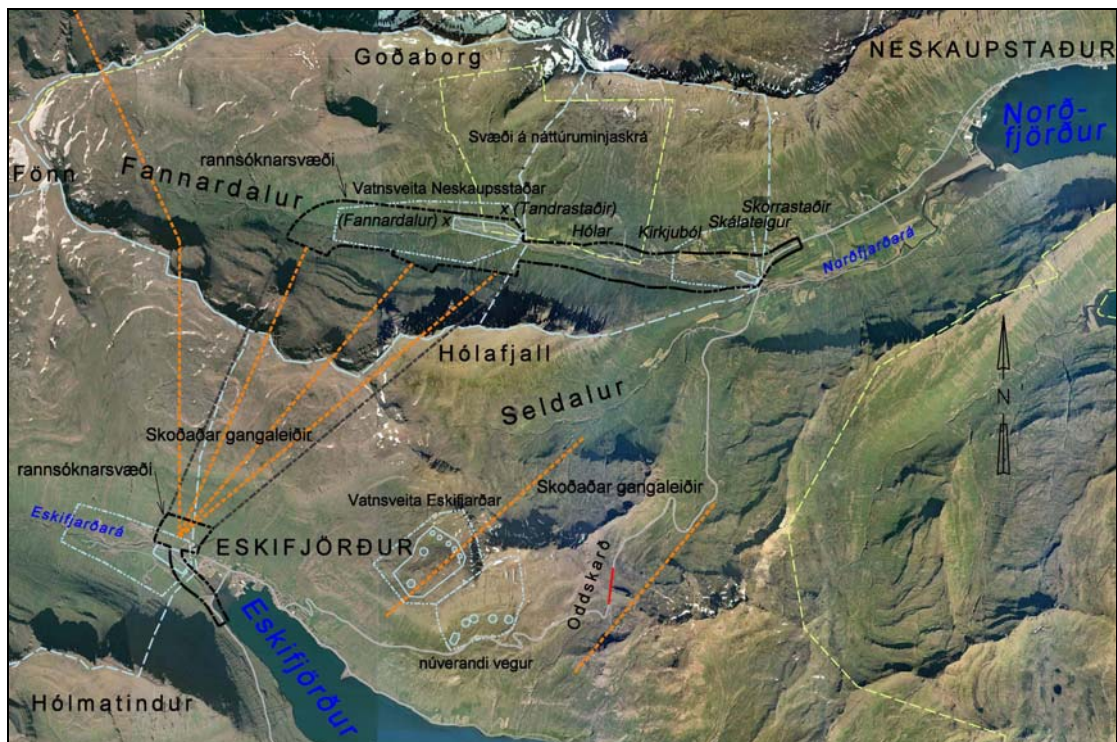 Goðaborg
NESKAUPSTAÐUR
Norð-
fjörður
Svæði á náttúruminjaskrá
rannsóknarsvæði
Fönn
Fannardalur
Vatnsveita Neskaupsstaðar
(Fannardalur) x
x (Tandrastaðir)
Hólar
Kirkjuból
Skálateigur
Skorrastaðir
Norðfjarðará
Hólafjall
Seldalur
N
Skoðaðar gangaleiðir
rannsóknarsvæði
Skoðaðar gangaleiðir
Vatnsveita Eskifjarðar
Eskifjarðará
ESKIFJÖRÐUR
Oddskarð
Eskifjörður
núverandi vegur
Hólmatindur